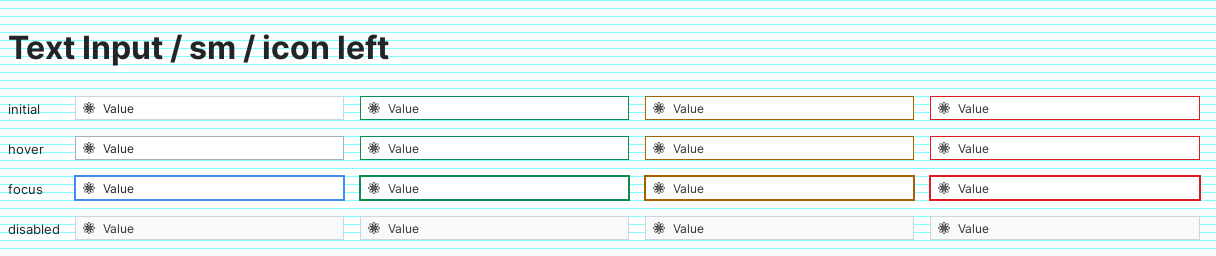 Text Input / sm / icon left
initial Value Value Value Value
hover Value Value Value Value
focus Value Value Value Value
disabled Value Value Value Value